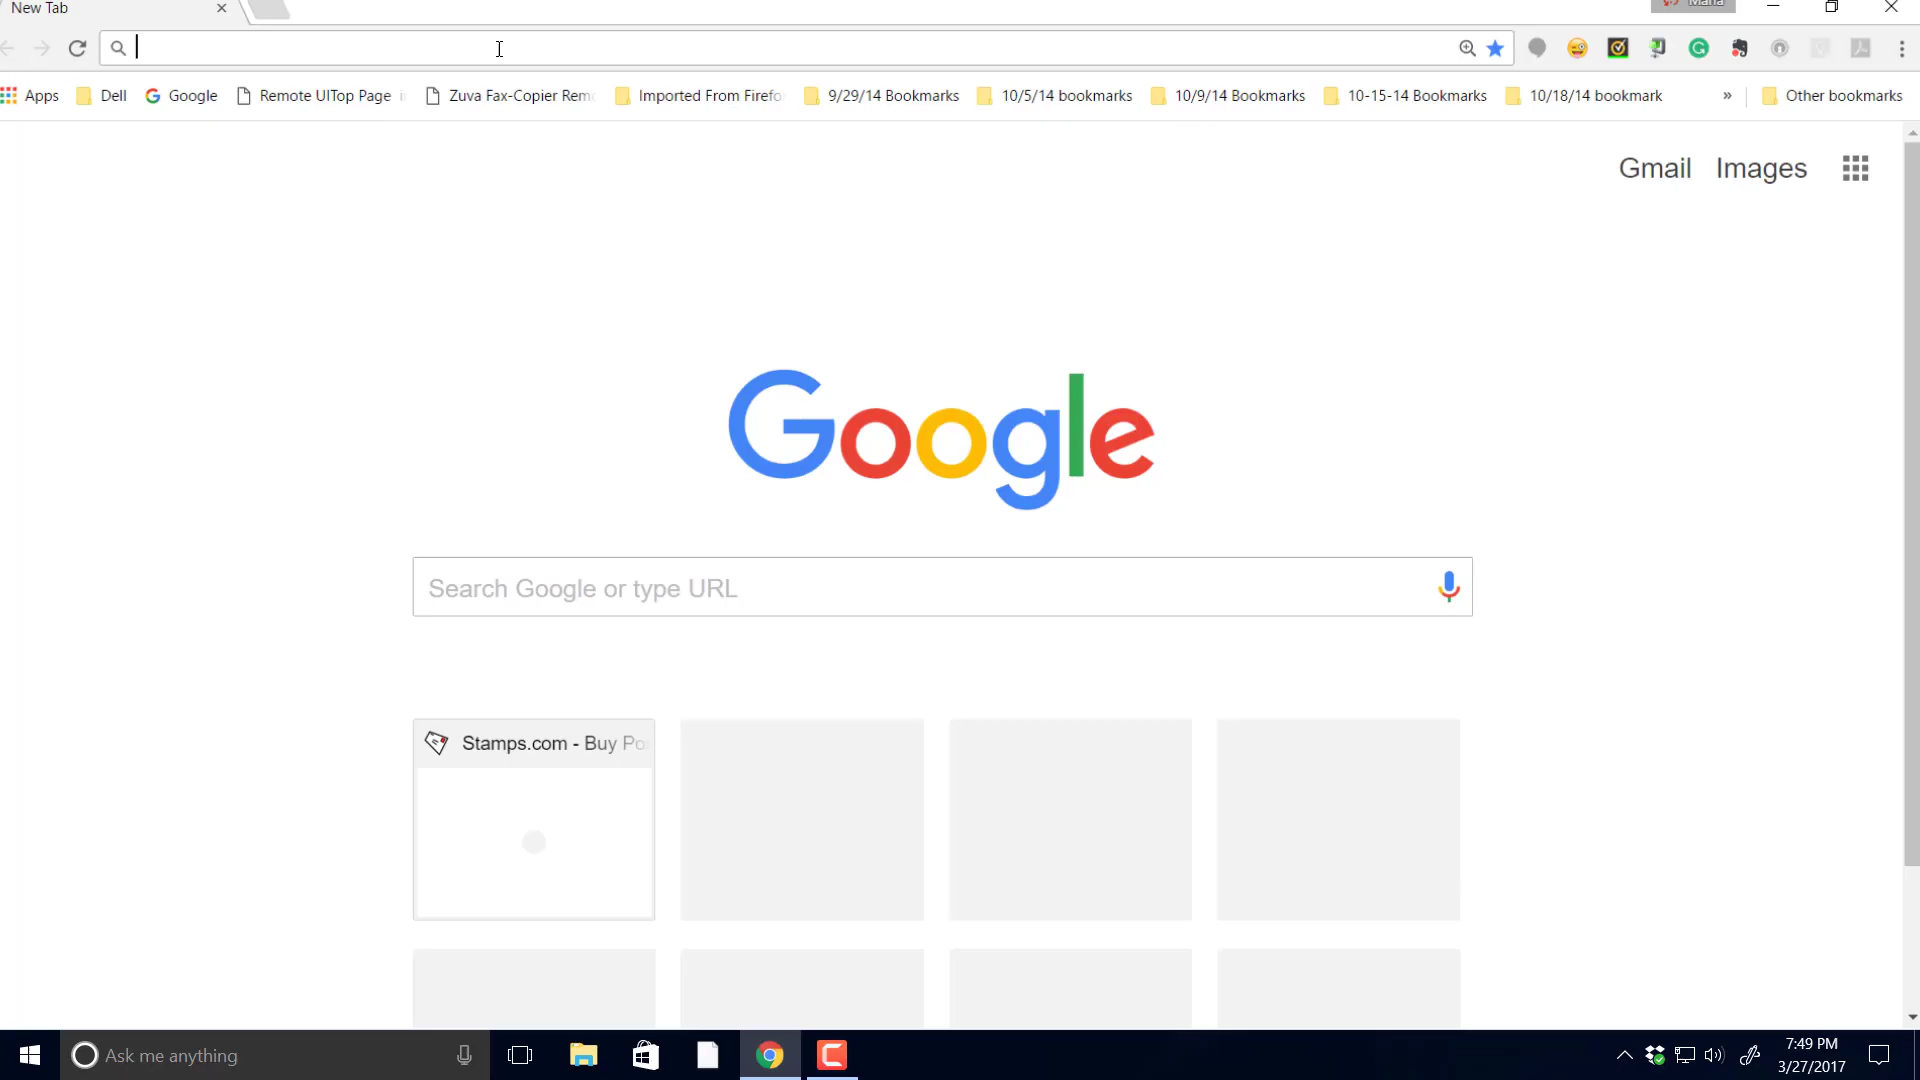 New Tab
Maria
Apps
Dell
Google
Remote UITop Page
Zuva Fax-Copier Rem
Imported From Firefo
9/29/14 Bookmarks
10/5/14 bookmarks
10/9/14 Bookmarks
10-15-14 Bookmarks
10/18/14 bookmark
»
Other bookmarks
Gmail
Images
Google
Search Google or type URL
Stamps.com - Buy Po
Ask me anything
7:49 PM
3/27/2017